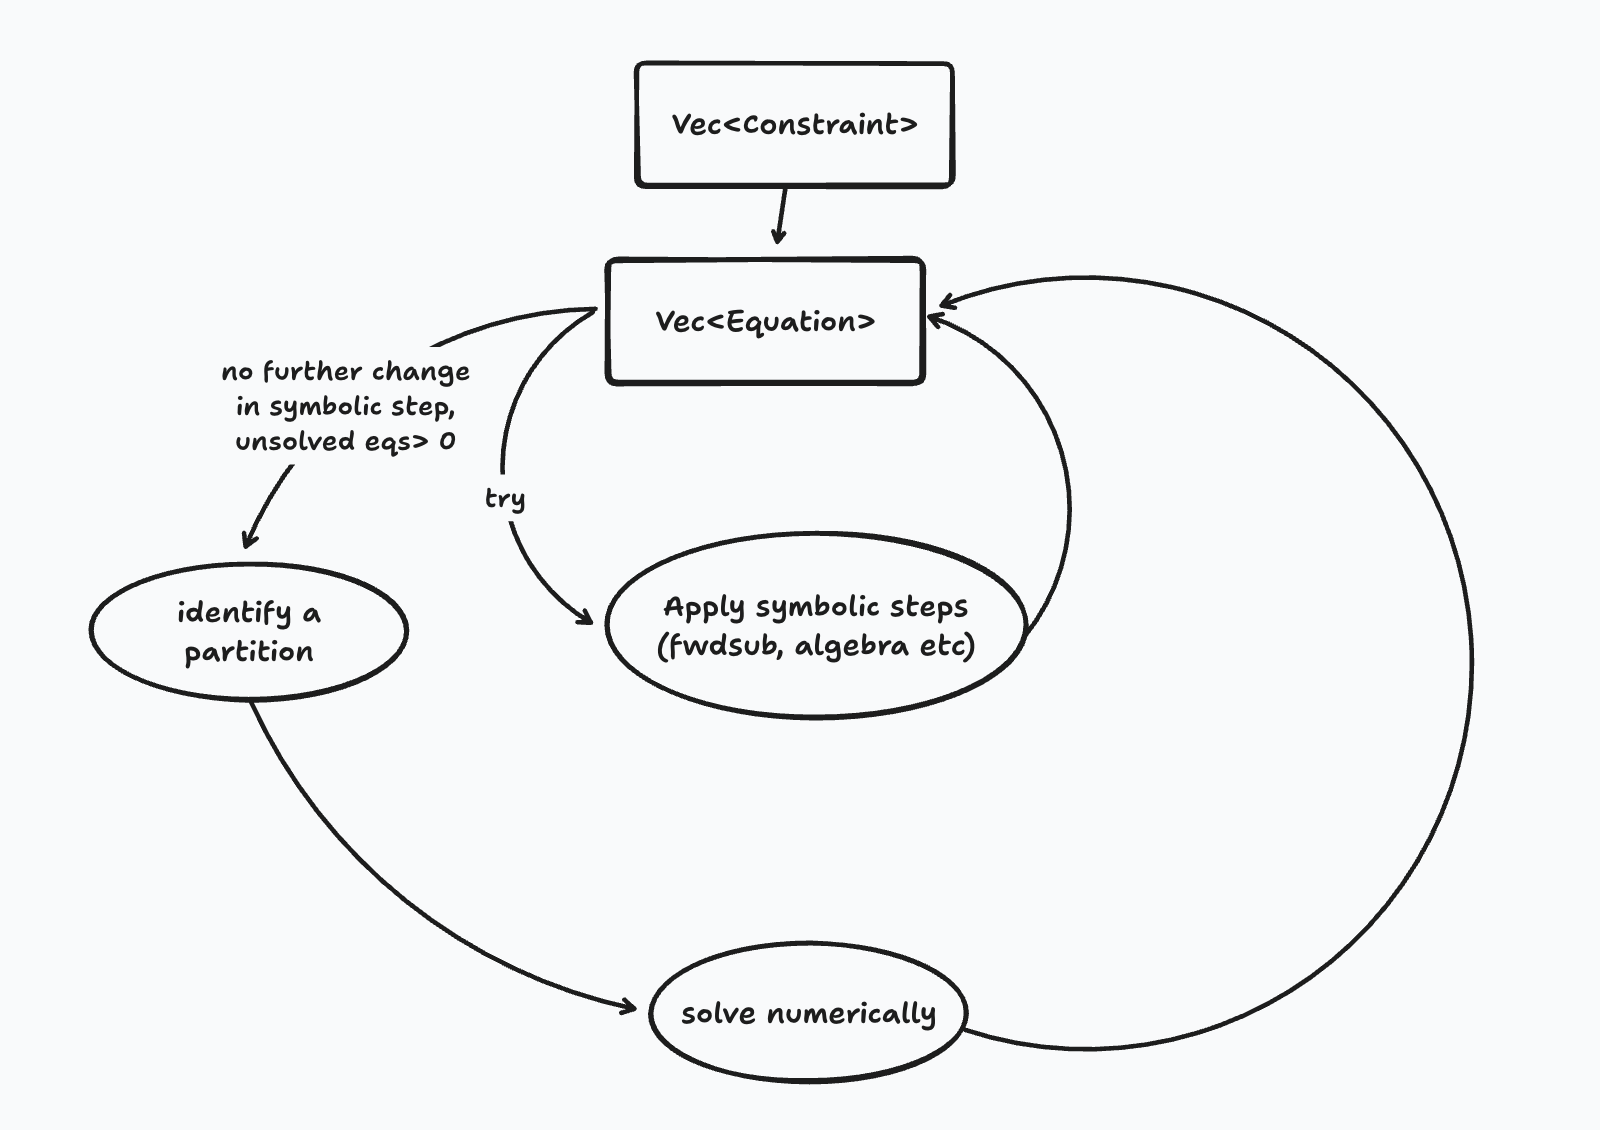 Vec<Constraint>
Vec<Equation>
no further change
in symbolic step,
unsolved eqs> 0
try
identify a
partition
Apply symbolic steps
(fwdsub, algebra etc)
solve numerically